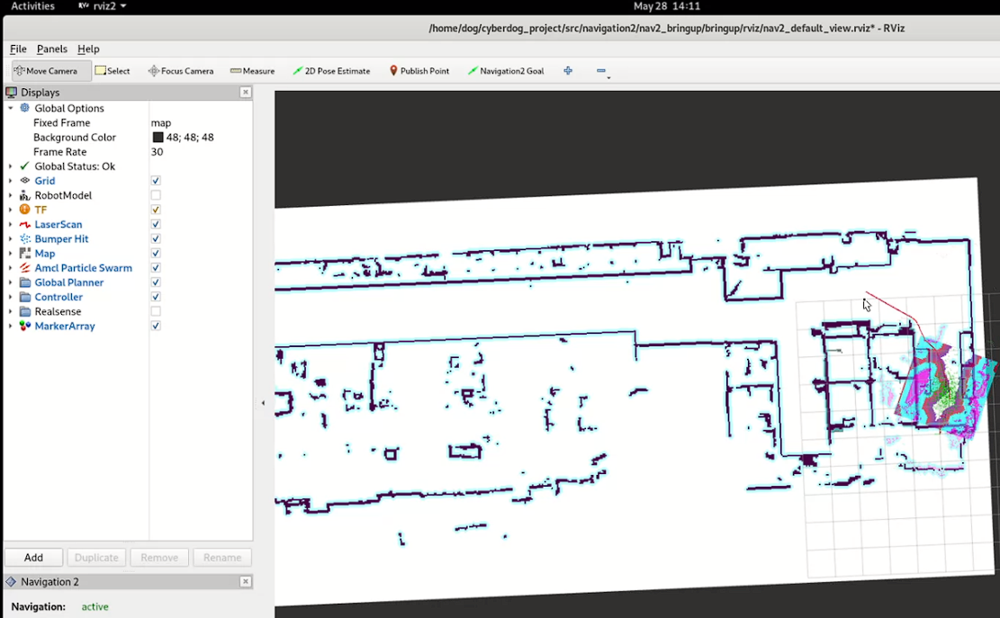 Activities rviz2 May 28 14:11
/home/dog/cyberdog_project/src/navigation2/nav2_bringup/bringup/rviz/nav2_default_view.rviz* - RViz
File Panels Help
Move Camera Select Focus Camera Measure 2D Pose Estimate Publish Point Navigation2 Goal
Displays
Global Options
Fixed Frame map
Background Color 48; 48; 48
Frame Rate 30
Global Status: Ok
Grid
RobotModel
TF
LaserScan
Bumper Hit
Map
Amcl Particle Swarm
Global Planner
Controller
Realsense
MarkerArray
Add Duplicate Remove Rename
Navigation 2
Navigation: active